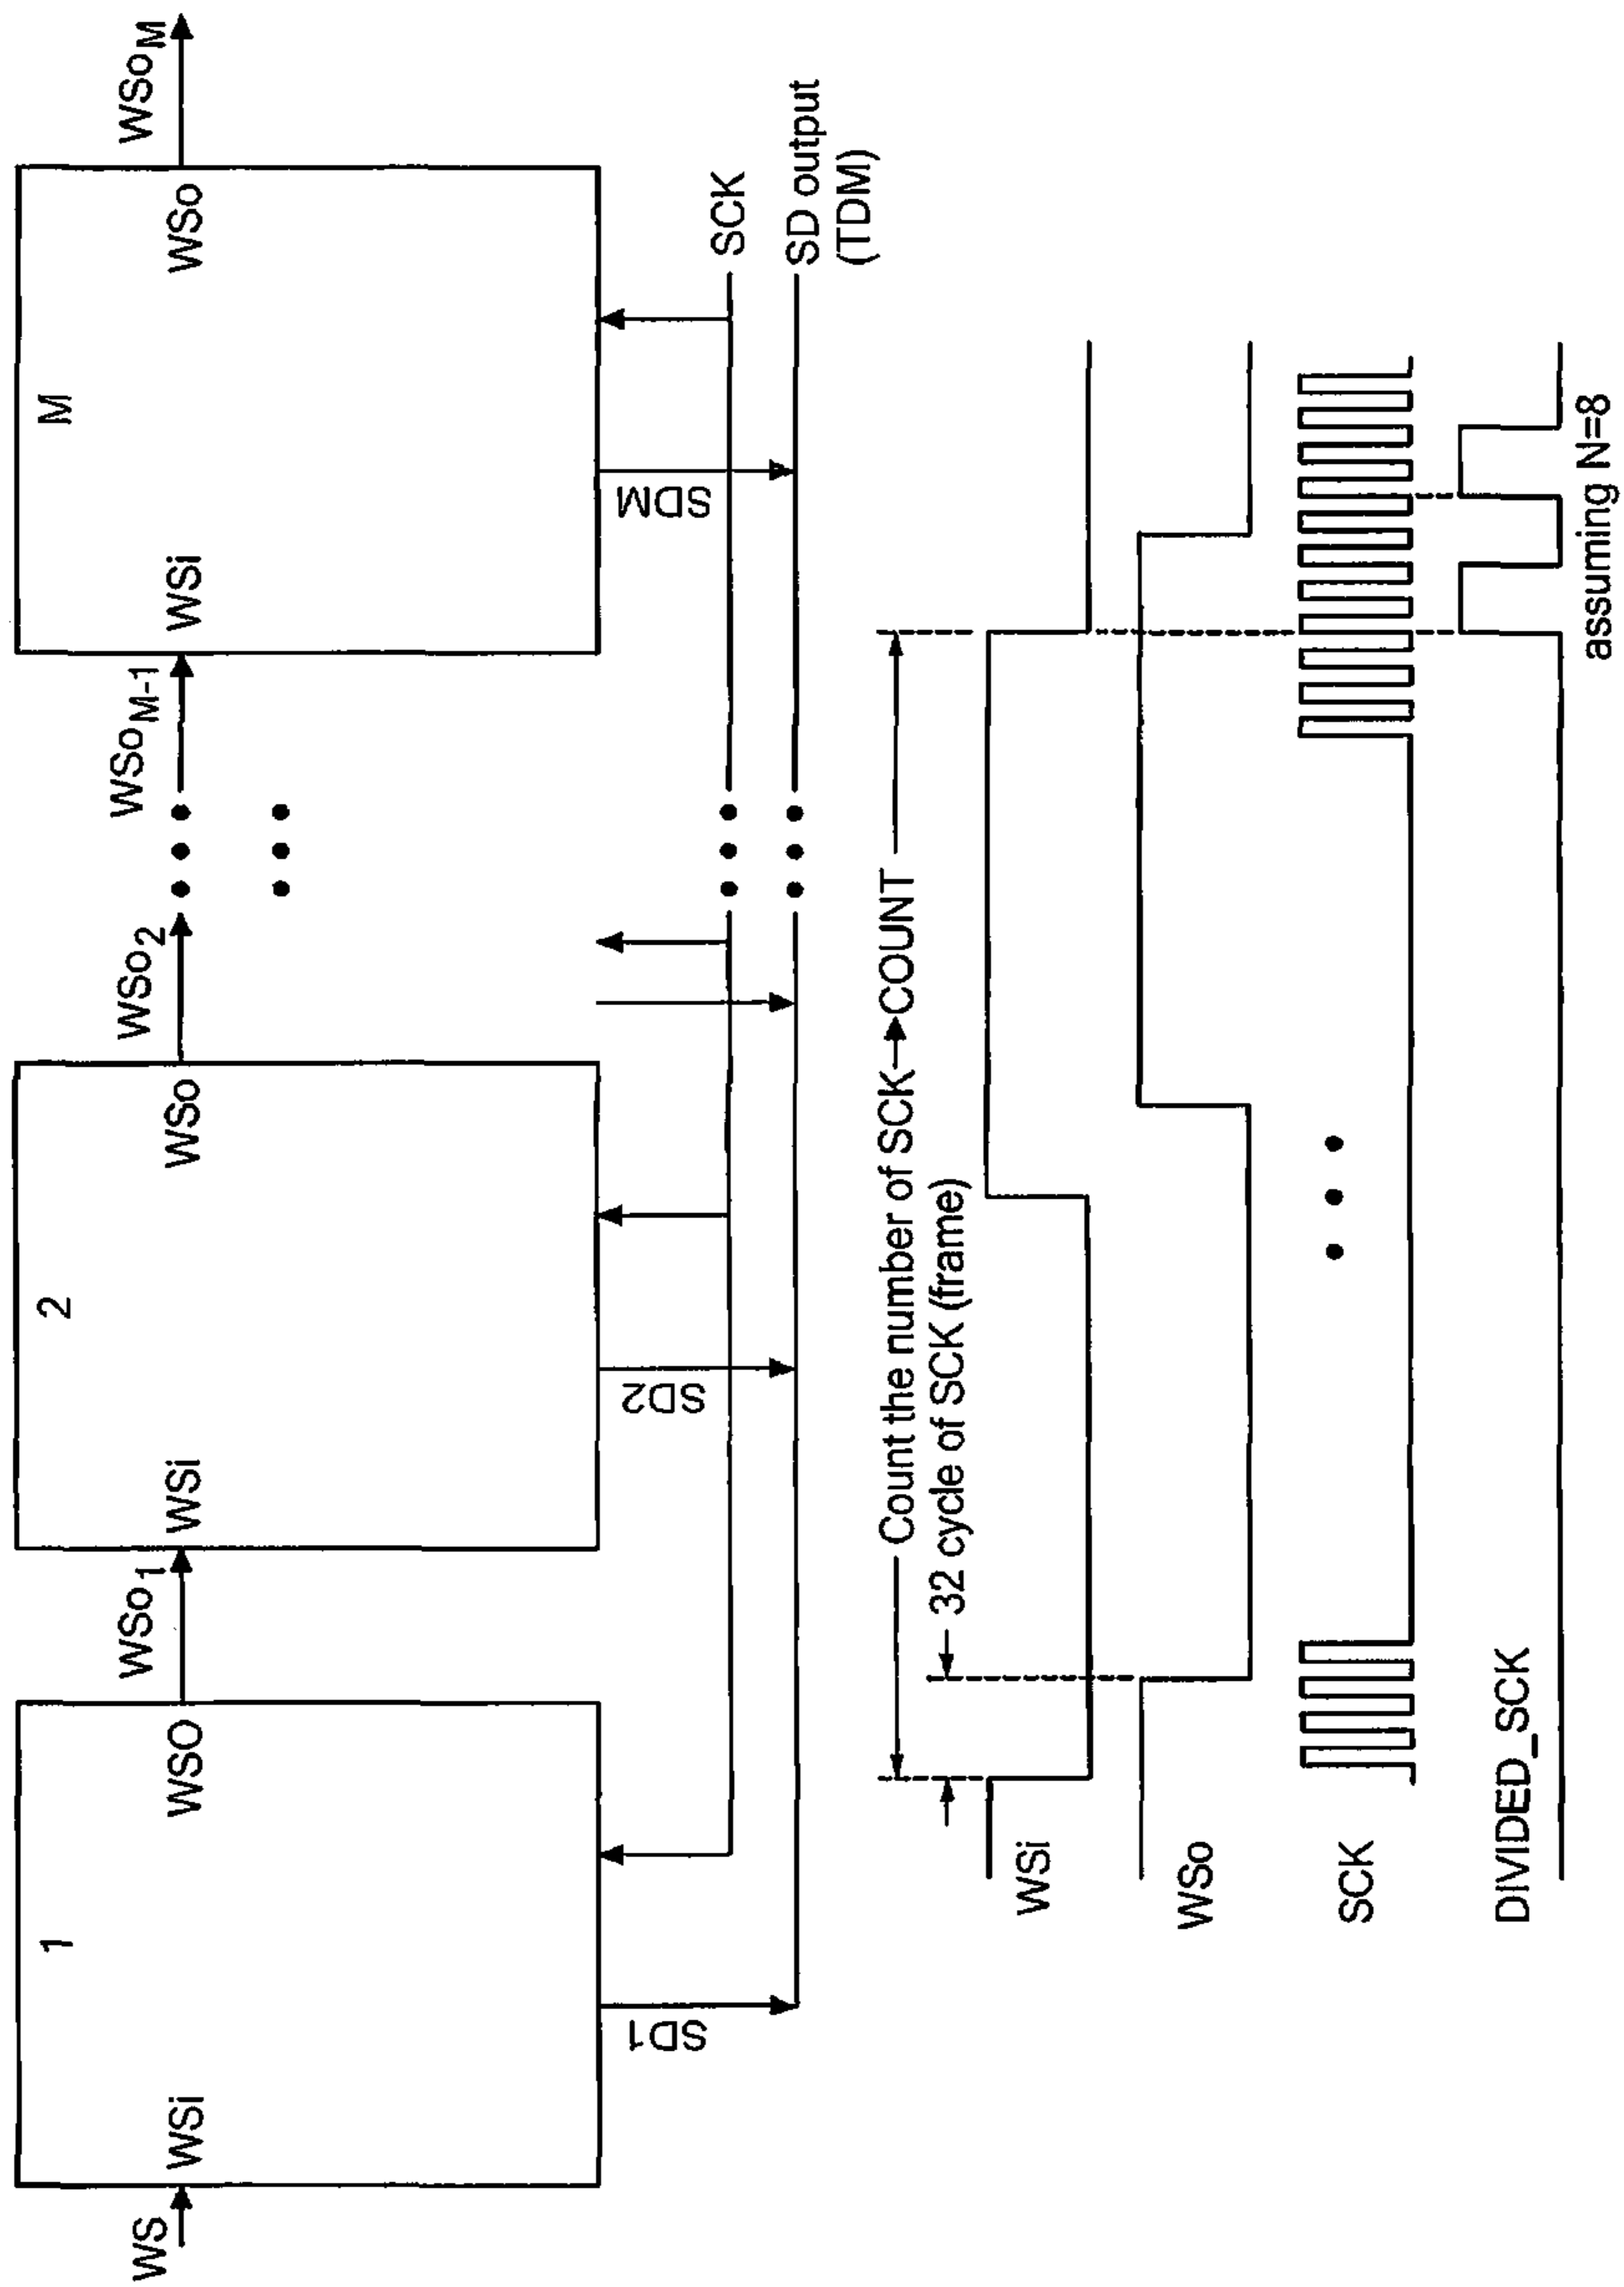 WS
WSi
1
WSO
WSo1
WSi
2
WSo
WSo2
WSoM-1
WSi
M
WSo
WSoM
SD1
SD2
SDM
SCK
SD output
(TDM)
Count the number of SCK→COUNT
32 cycle of SCK (frame)
WSi
WSo
SCK
DIVIDED_SCK
assuming N=8